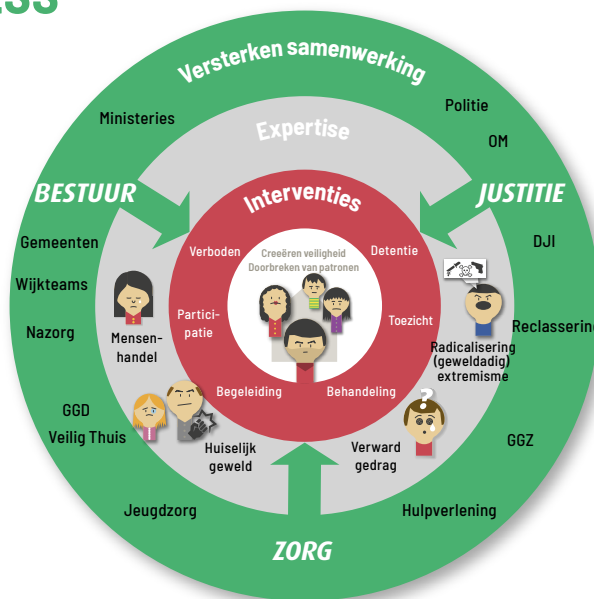 ESS
Versterken samenwerking
Ministeries
Politie
Expertise
OM
BESTUUR
Interventies
JUSTITIE
Gemeenten
Verboden
Creeëren veiligheid
Doorbreken van patronen
Detentie
DJI
Wijkteams
Partici-
patie
Toezicht
Reclassering
Nazorg
Mensen-
handel
Radicalisering
(geweldadig)
extremisme
Begeleiding
Behandeling
?
GGD
Veilig Thuis
Huiselijk
geweld
Verward
gedrag
GGZ
Jeugdzorg
Hulpverlening
ZORG